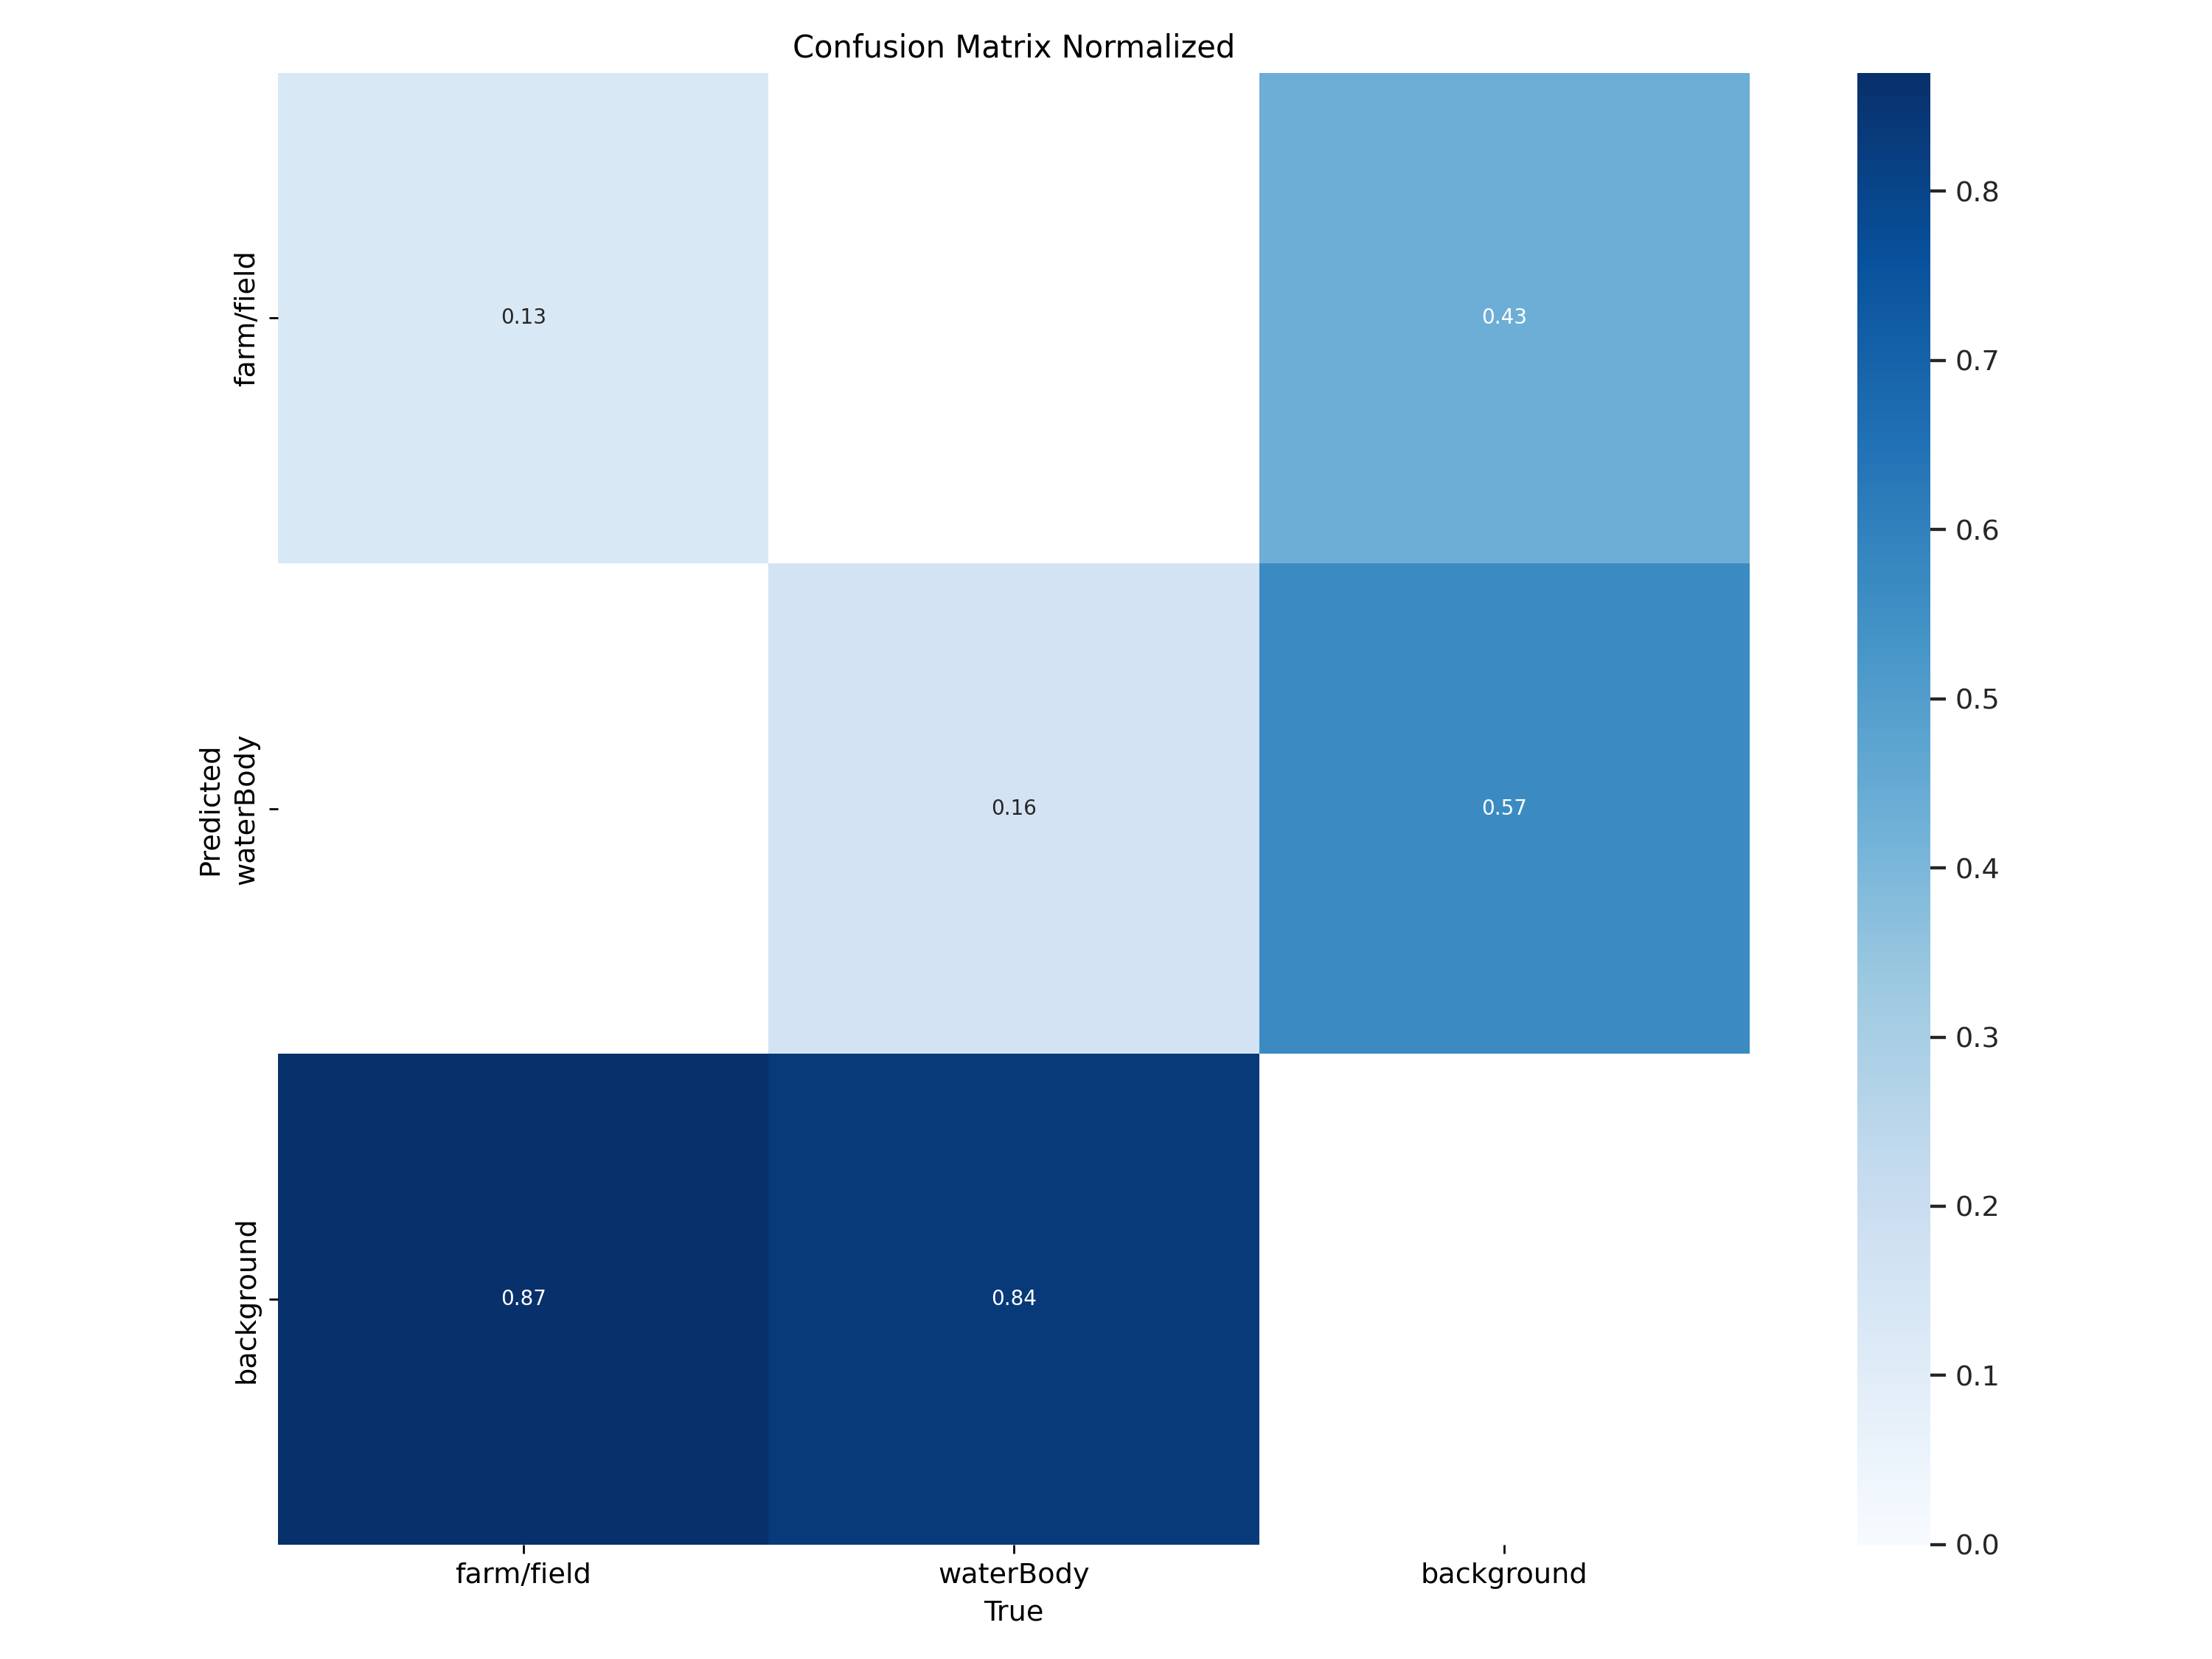 Confusion Matrix Normalized
farm/field
waterBody
background
Predicted
0.13
0.43
0.16
0.57
0.87
0.84
farm/field
waterBody
background
True
0.8
0.7
0.6
0.5
0.4
0.3
0.2
0.1
0.0